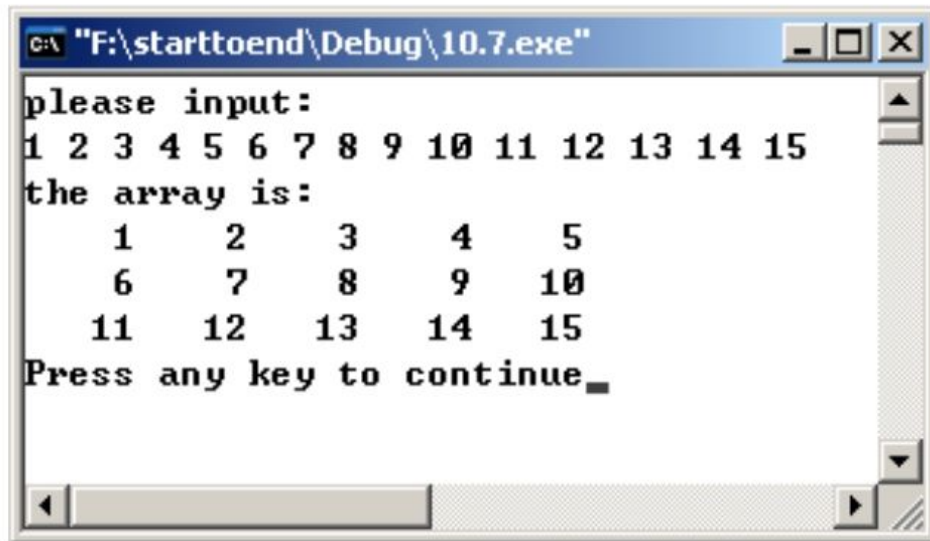 "F:\starttoend\Debug\10.7.exe"
please input:
1 2 3 4 5 6 7 8 9 10 11 12 13 14 15
the array is:
    1    2    3    4    5
    6    7    8    9   10
   11   12   13   14   15
Press any key to continue_